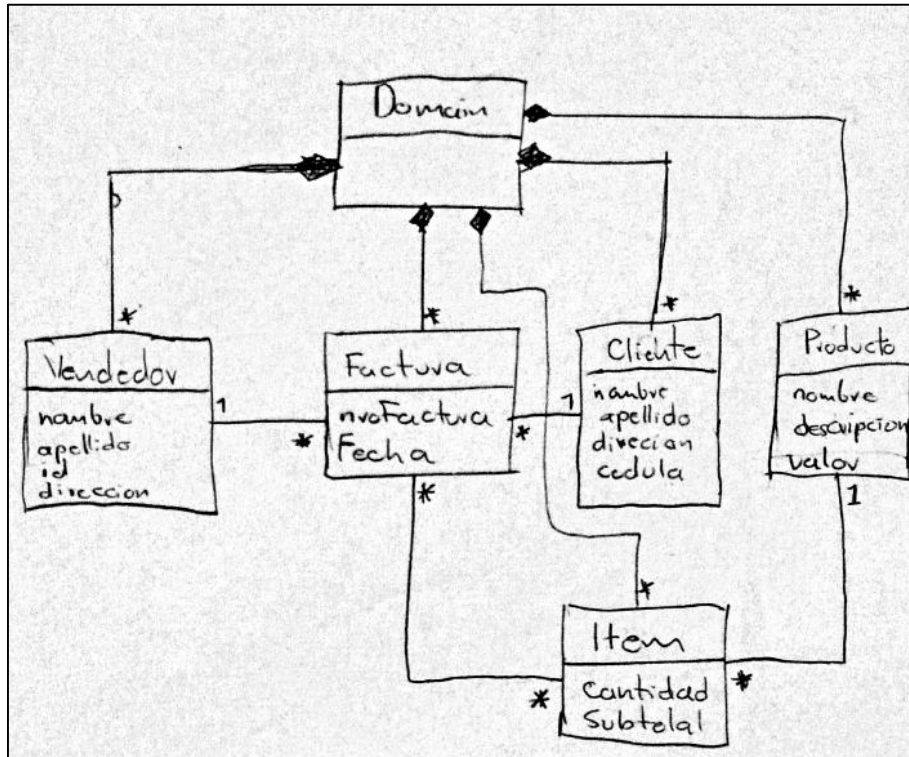 Domain
*
*
*
*
Vendedor
nombre
apellido
id
direccion
1
*
Factura
nroFactura
Fecha
*
1
*
Cliente
nombre
apellido
direcion
cedula
Producto
nombre
descripcion
valor
1
*
*
*
Item
cantidad
Subtotal